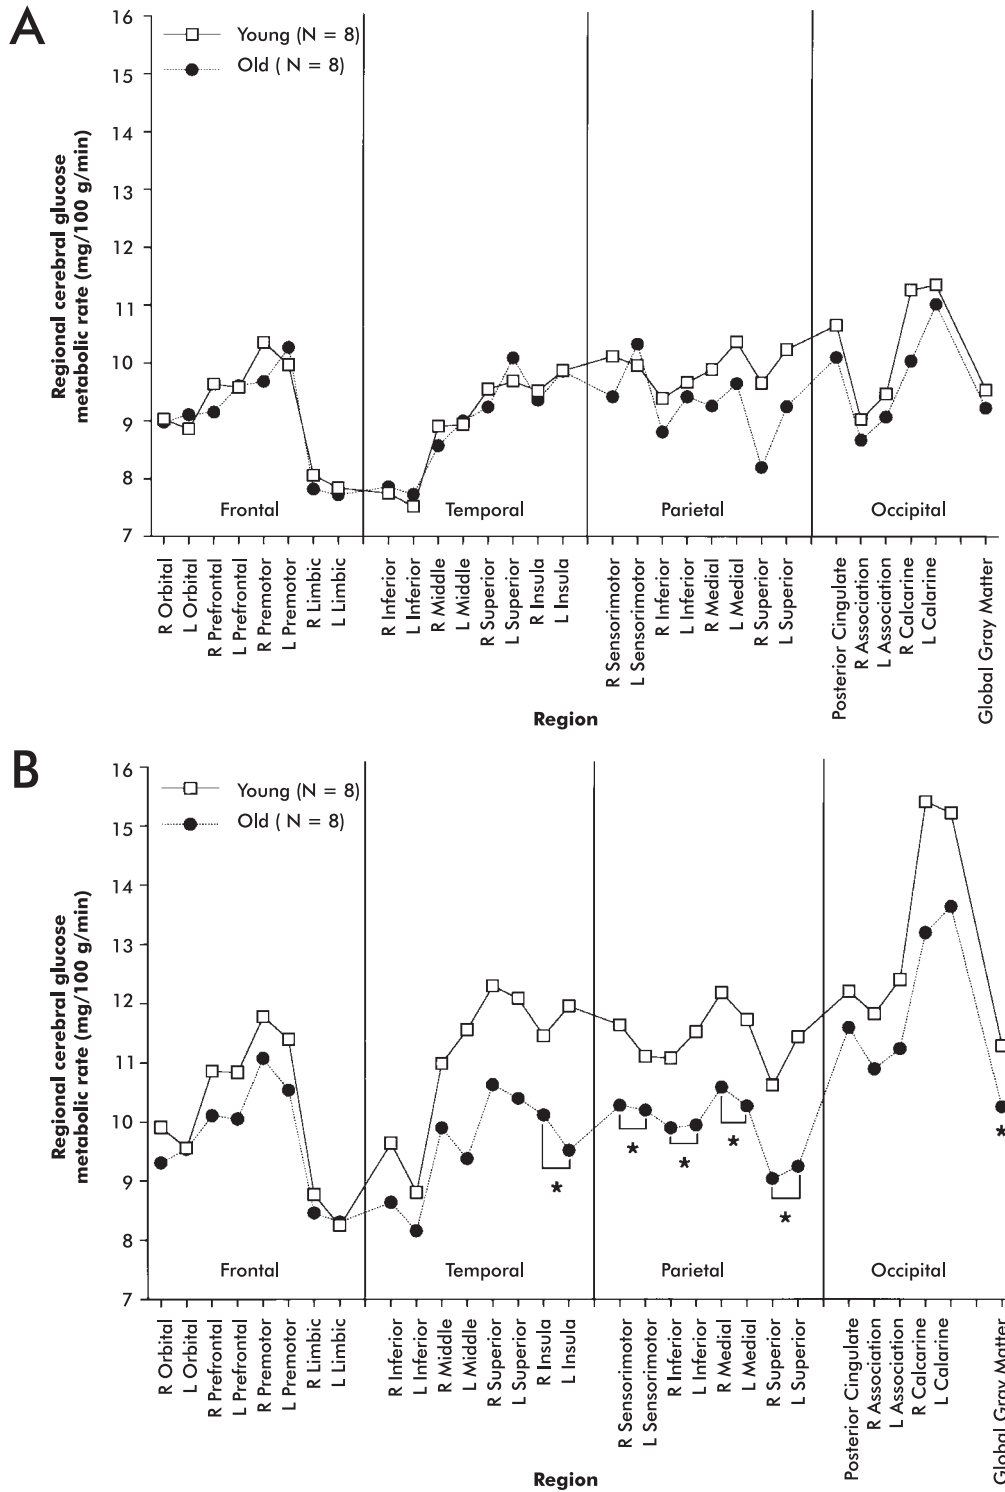 A
16
15
14
13
12
11
10
9
8
7
Regional cerebral glucose
metabolic rate (mg/100 g/min)
Young (N = 8)
Old ( N = 8)
Frontal
Temporal
Parietal
Occipital
R Orbital
L Orbital
R Prefrontal
L Prefrontal
R Premotor
L Premotor
R Limbic
L Limbic
R Inferior
L Inferior
R Middle
L Middle
R Superior
L Superior
R Insula
L Insula
R Sensorimotor
L Sensorimotor
R Inferior
L Inferior
R Medial
L Medial
R Superior
L Superior
Posterior Cingulate
R Association
L Association
R Calcarine
L Calarine
Global Gray Matter
Region
B
16
15
14
13
12
11
10
9
8
7
Regional cerebral glucose
metabolic rate (mg/100 g/min)
Young (N = 8)
Old ( N = 8)
*
*
*
*
*
*
Frontal
Temporal
Parietal
Occipital
R Orbital
L Orbital
R Prefrontal
L Prefrontal
R Premotor
L Premotor
R Limbic
L Limbic
R Inferior
L Inferior
R Middle
L Middle
R Superior
L Superior
R Insula
L Insula
R Sensorimotor
L Sensorimotor
R Inferior
L Inferior
R Medial
L Medial
R Superior
L Superior
Posterior Cingulate
R Association
L Association
R Calcarine
L Calarine
Global Gray Matter
Region